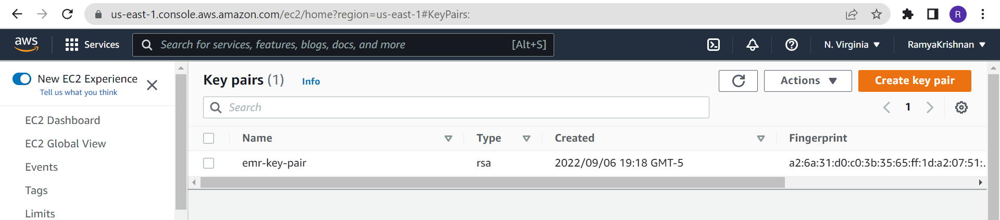 us-east-1.console.aws.amazon.com/ec2/home?region=us-east-1#KeyPairs:
R
aws
Services
Search for services, features, blogs, docs, and more
[Alt+S]
N. Virginia
RamyaKrishnan
New EC2 Experience
Tell us what you think
EC2 Dashboard
EC2 Global View
Events
Tags
Limits
Key pairs (1) Info
Actions
Create key pair
Search
1
Name Type Created Fingerprint
emr-key-pair rsa 2022/09/06 19:18 GMT-5 a2:6a:31:d0:c0:3b:35:65:ff:1d:a2:07:51:..